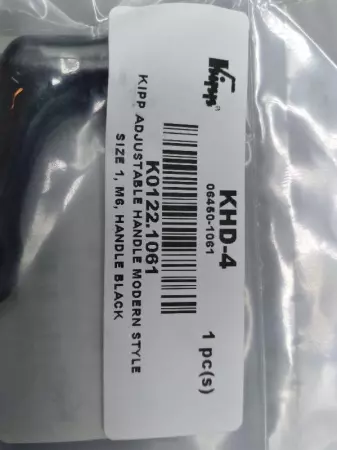 Kipp
KHD-4
06460-1061
1 pc(s)
K0122.1061
KIPP ADJUSTABLE HANDLE MODERN STYLE
SIZE 1, M6, HANDLE BLACK